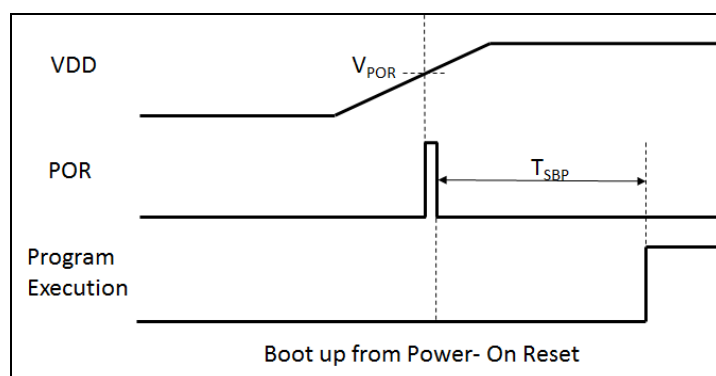 VDD
VPOR
POR
TSBP
Program
Execution
Boot up from Power- On Reset